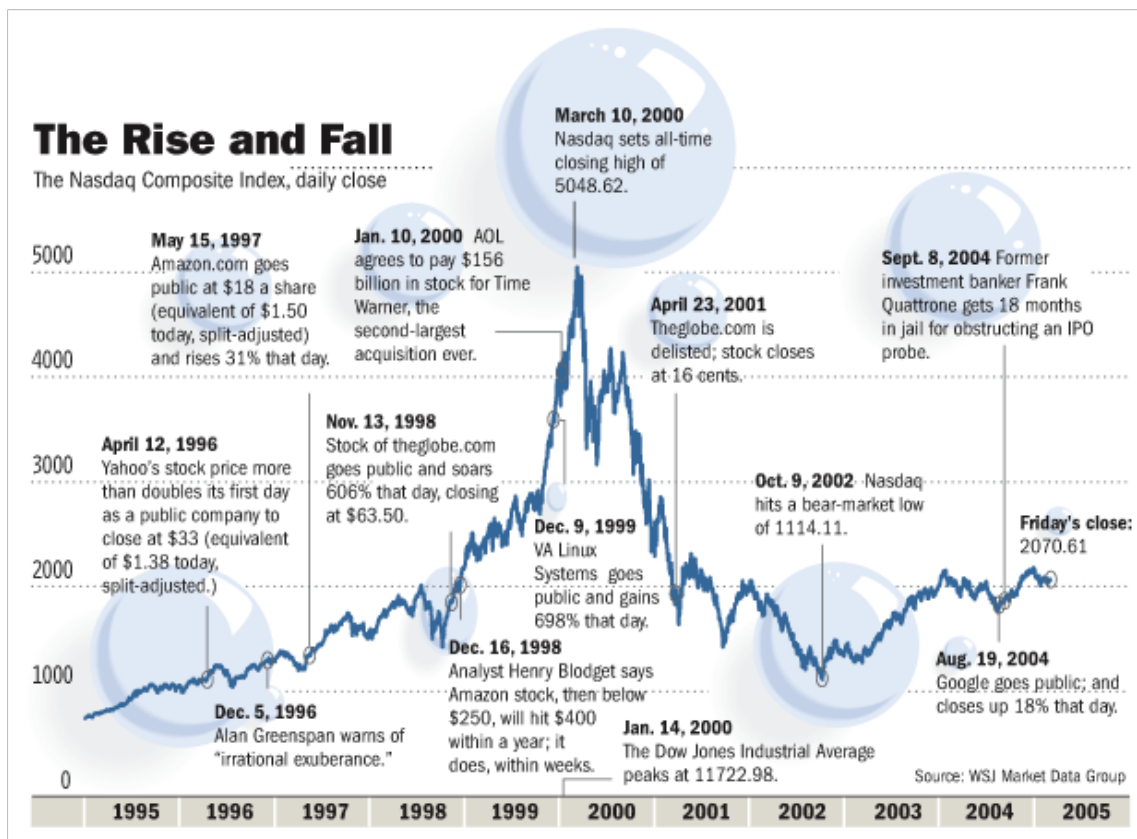 The Rise and Fall
The Nasdaq Composite Index, daily close
March 10, 2000
Nasdaq sets all-time
closing high of
5048.62.
May 15, 1997
Amazon.com goes
public at $18 a share
(equivalent of $1.50
today, split-adjusted)
and rises 31% that day.
Jan. 10, 2000 AOL
agrees to pay $156
billion in stock for Time
Warner, the
second-largest
acquisition ever.
April 23, 2001
Theglobe.com is
delisted; stock closes
at 16 cents.
Sept. 8, 2004 Former
investment banker Frank
Quattrone gets 18 months
in jail for obstructing an IPO
probe.
April 12, 1996
Yahoo's stock price more
than doubles its first day
as a public company to
close at $33 (equivalent
of $1.38 today,
split-adjusted.)
Nov. 13, 1998
Stock of theglobe.com
goes public and soars
606% that day, closing
at $63.50.
Dec. 9, 1999
VA Linux
Systems goes
public and gains
698% that day.
Oct. 9, 2002 Nasdaq
hits a bear-market low
of 1114.11.
Friday's close:
2070.61
Dec. 5, 1996
Alan Greenspan warns of
“irrational exuberance.”
Dec. 16, 1998
Analyst Henry Blodget says
Amazon stock, then below
$250, will hit $400
within a year; it
does, within weeks.
Jan. 14, 2000
The Dow Jones Industrial Average
peaks at 11722.98.
Aug. 19, 2004
Google goes public; and
closes up 18% that day.
Source: WSJ Market Data Group
5000
4000
3000
2000
1000
0
1995 1996 1997 1998 1999 2000 2001 2002 2003 2004 2005